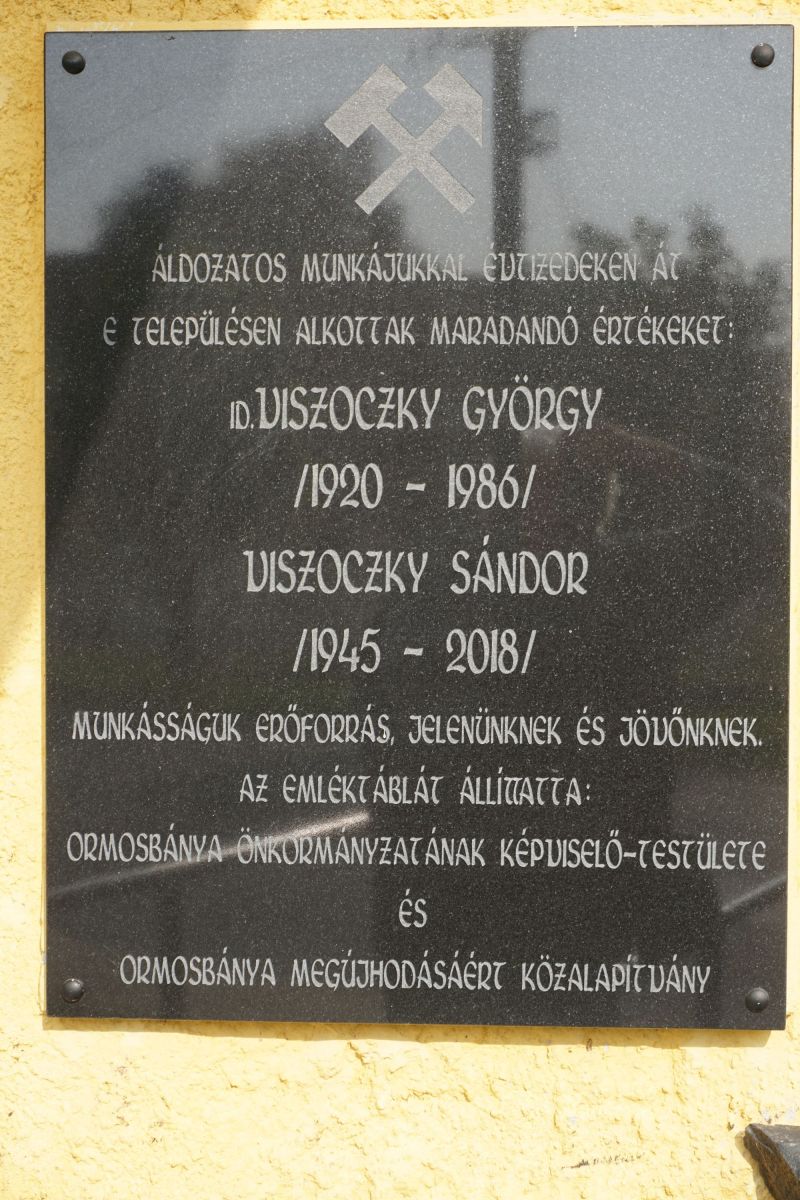 ÁLDOZATOS MUNKÁJUKKAL ÉVTIZEDEKEN ÁT
E TELEPÜLÉSEN ALKOTTAK MARADANDÓ ÉRTÉKEKET:
ID. VISZOCZKY GYÖRGY
/1920 - 1986/
VISZOCZKY SÁNDOR
/1945 - 2018/
MUNKÁSSÁGUK ERŐFORRÁS, JELENÜNKNEK ÉS JÖVŐNKNEK.
AZ EMLÉKTÁBLÁT ÁLLÍTTATTA:
ORMOSBÁNYA ÖNKORMÁNYZATÁNAK KÉPVISELŐ-TESTÜLETE
ÉS
ORMOSBÁNYA MEGÚJHODÁSÁÉRT KÖZALAPÍTVÁNY